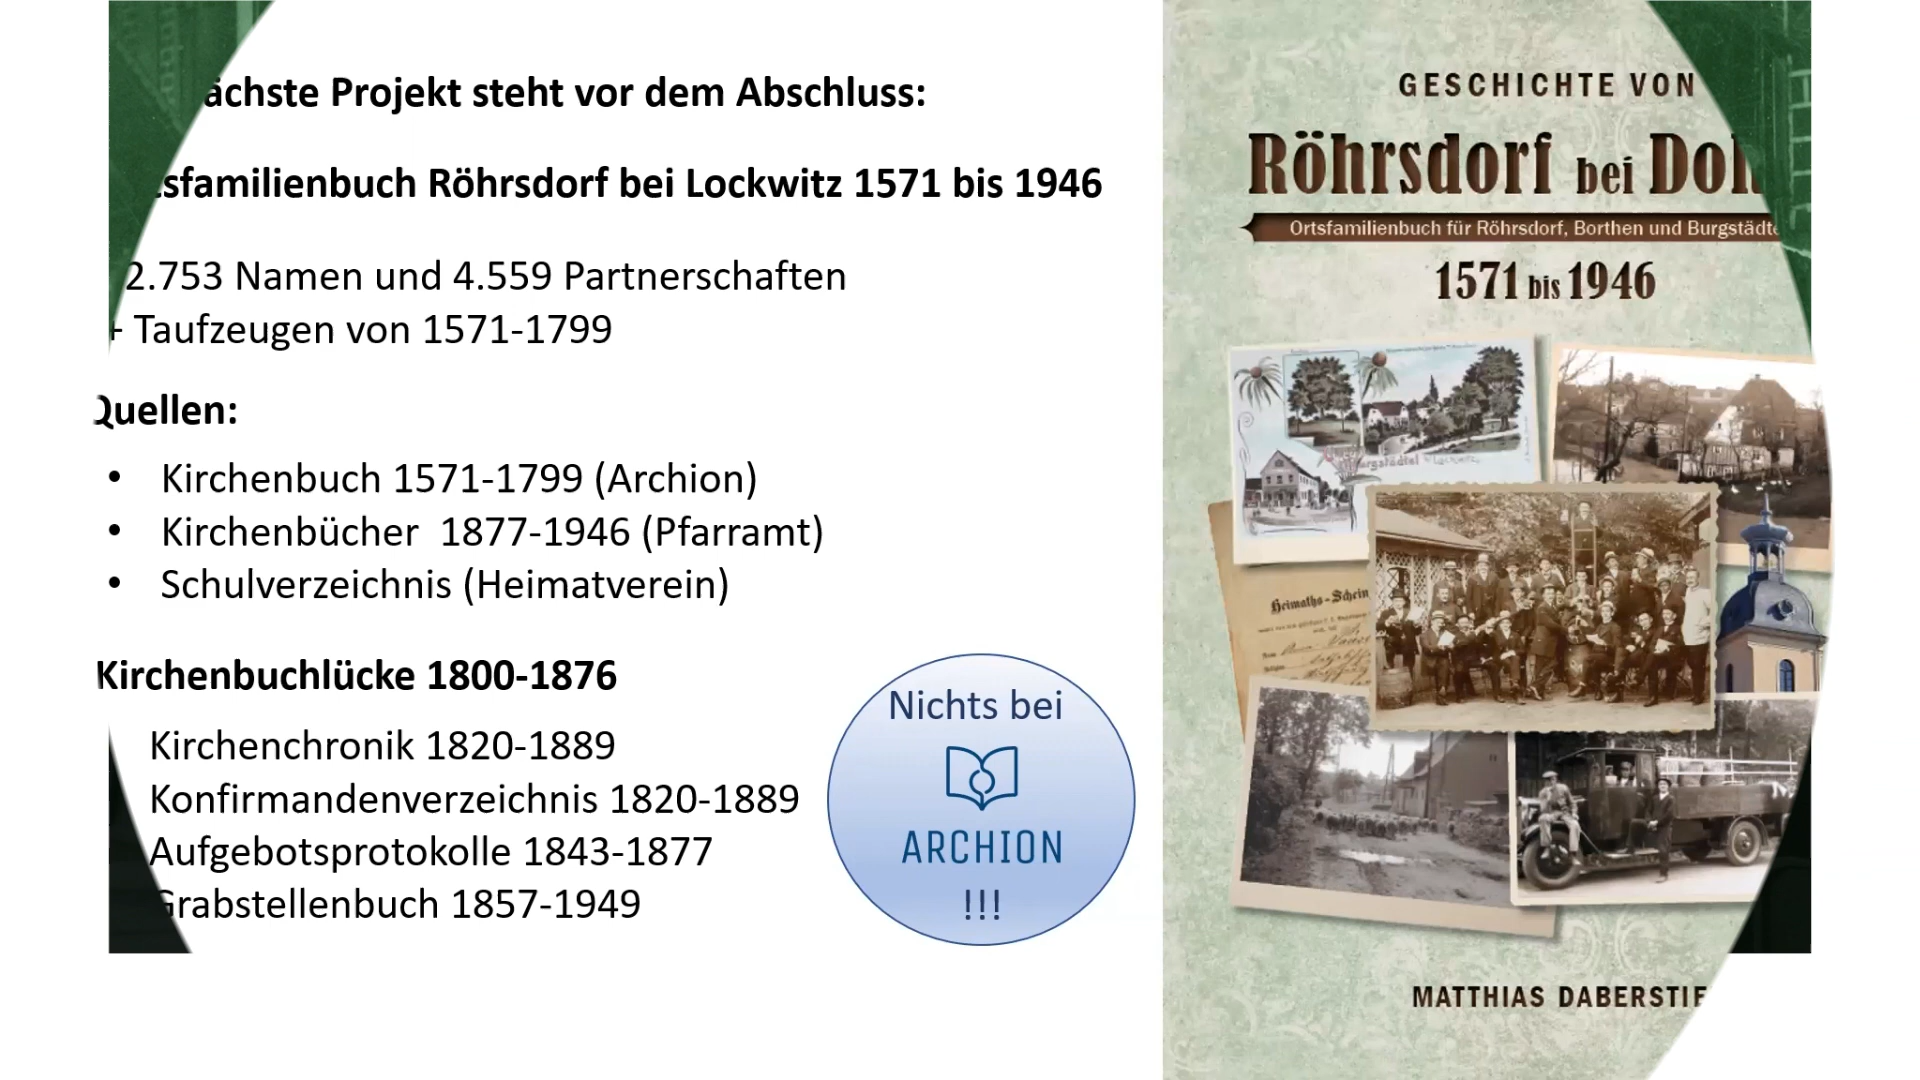 ächste Projekt steht vor dem Abschluss:
tsfamilienbuch Röhrsdorf bei Lockwitz 1571 bis 1946
2.753 Namen und 4.559 Partnerschaften
+ Taufzeugen von 1571-1799
Quellen:
• Kirchenbuch 1571-1799 (Archion)
• Kirchenbücher 1877-1946 (Pfarramt)
• Schulverzeichnis (Heimatverein)
Kirchenbuchlücke 1800-1876
Kirchenchronik 1820-1889
Konfirmandenverzeichnis 1820-1889
Aufgebotsprotokolle 1843-1877
Grabstellenbuch 1857-1949
Nichts bei
ARCHION
!!!
GESCHICHTE VON
Röhrsdorf bei Doh
Ortsfamilienbuch für Röhrsdorf, Borthen und Burgstädte
1571 bis 1946
Heimaths-Schein
MATTHIAS DABERSTIE